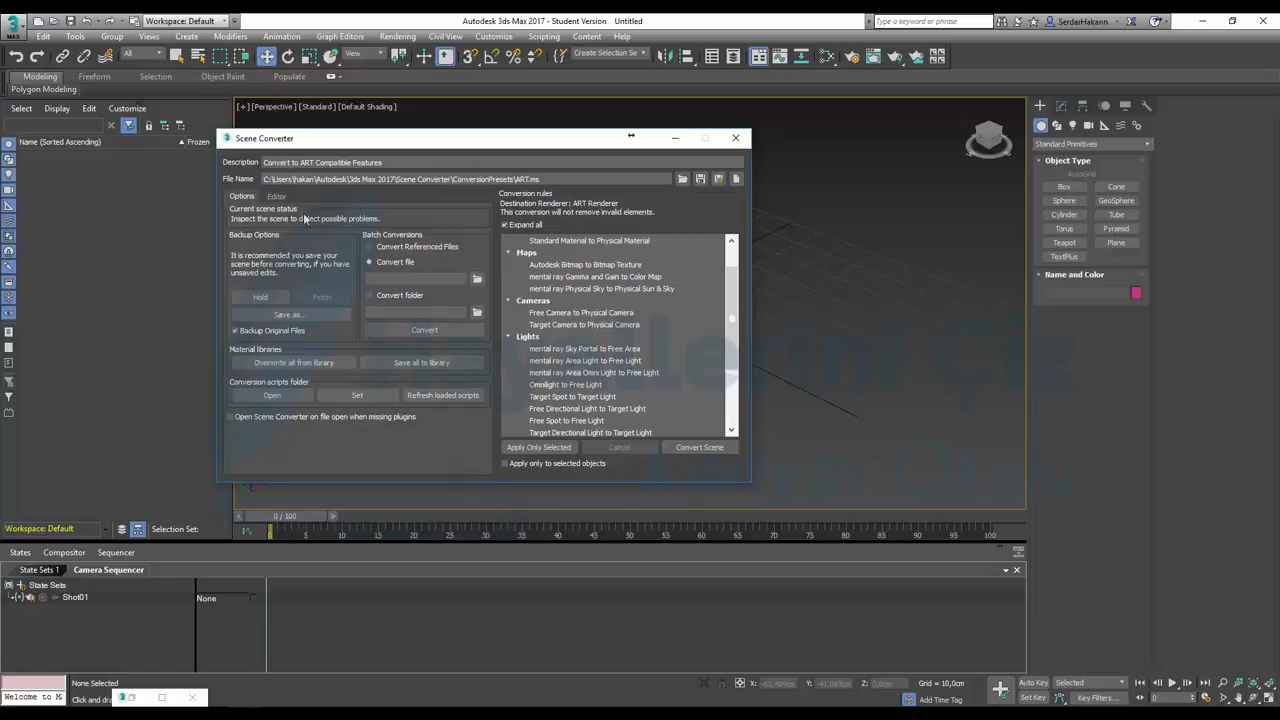 Workspace: Default
Autodesk 3ds Max 2017 - Student Version Untitled
Type a keyword or phrase
SerdarHakann
MAX
Edit Tools Group Views Create Modifiers Animation Graph Editors Rendering Civil View Customize Scripting Content Help
All
View
Create Selection Se
Modeling Freeform Selection Object Paint Populate
Polygon Modeling
Select Display Edit Customize
[+] [Perspective] [Standard] [Default Shading]
Name (Sorted Ascending) ▲ Frozen
Scene Converter
Description Convert to ART Compatible Features
File Name C:\Users\hakan\Autodesk\3ds Max 2017\Scene Converter\ConversionPresets\ART.ms
Options Editor
Current scene status
Inspect the scene to detect possible problems.
Backup Options
It is recommended you save your
scene before converting, if you have
unsaved edits.
Hold Fetch
Save as...
Backup Original Files
Batch Conversions
Convert Referenced Files
Convert file
Convert folder
Convert
Material libraries
Overwrite all from library Save all to library
Conversion scripts folder
Open Set Refresh loaded scripts
Open Scene Converter on file open when missing plugins
Conversion rules
Destination Renderer: ART Renderer
This conversion will not remove invalid elements.
Expand all
Standard Material to Physical Material
Maps
Autodesk Bitmap to Bitmap Texture
mental ray Gamma and Gain to Color Map
mental ray Physical Sky to Physical Sun & Sky
Cameras
Free Camera to Physical Camera
Target Camera to Physical Camera
Lights
mental ray Sky Portal to Free Area
mental ray Area Light to Free Light
mental ray Area Omni Light to Free Light
Omnilight to Free Light
Target Spot to Target Light
Free Directional Light to Target Light
Free Spot to Free Light
Target Directional Light to Target Light
Apply Only Selected Cancel Convert Scene
Apply only to selected objects
Standard Primitives
Object Type
AutoGrid
Box Cone
Sphere GeoSphere
Cylinder Tube
Torus Pyramid
Teapot Plane
TextPlus
Name and Color
0 / 100
Workspace: Default Selection Set:
0 5 10 15 20 25 30 35 40 45 50 55 60 65 70 75 80 85 90 95 100
States Compositor Sequencer
State Sets 1 Camera Sequencer
State Sets
Shot01 None
None Selected
Welcome to M
Click and dra
X: -63,409cm Y: -41,083cm Z: 0,0cm Grid = 10,0cm
Add Time Tag
Auto Key Selected
Set Key Key Filters...
0